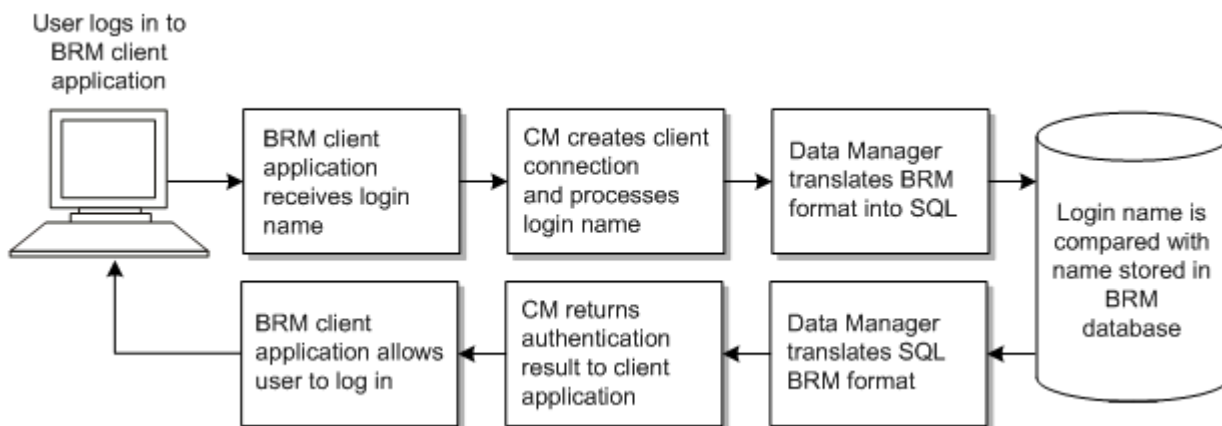 User logs in to
BRM client
application
BRM client
application
receives login
name
CM creates client
connection
and processes
login name
Data Manager
translates BRM
format into SQL
Login name is
compared with
name stored in
BRM
database
BRM client
application allows
user to log in
CM returns
authentication
result to client
application
Data Manager
translates SQL
BRM format